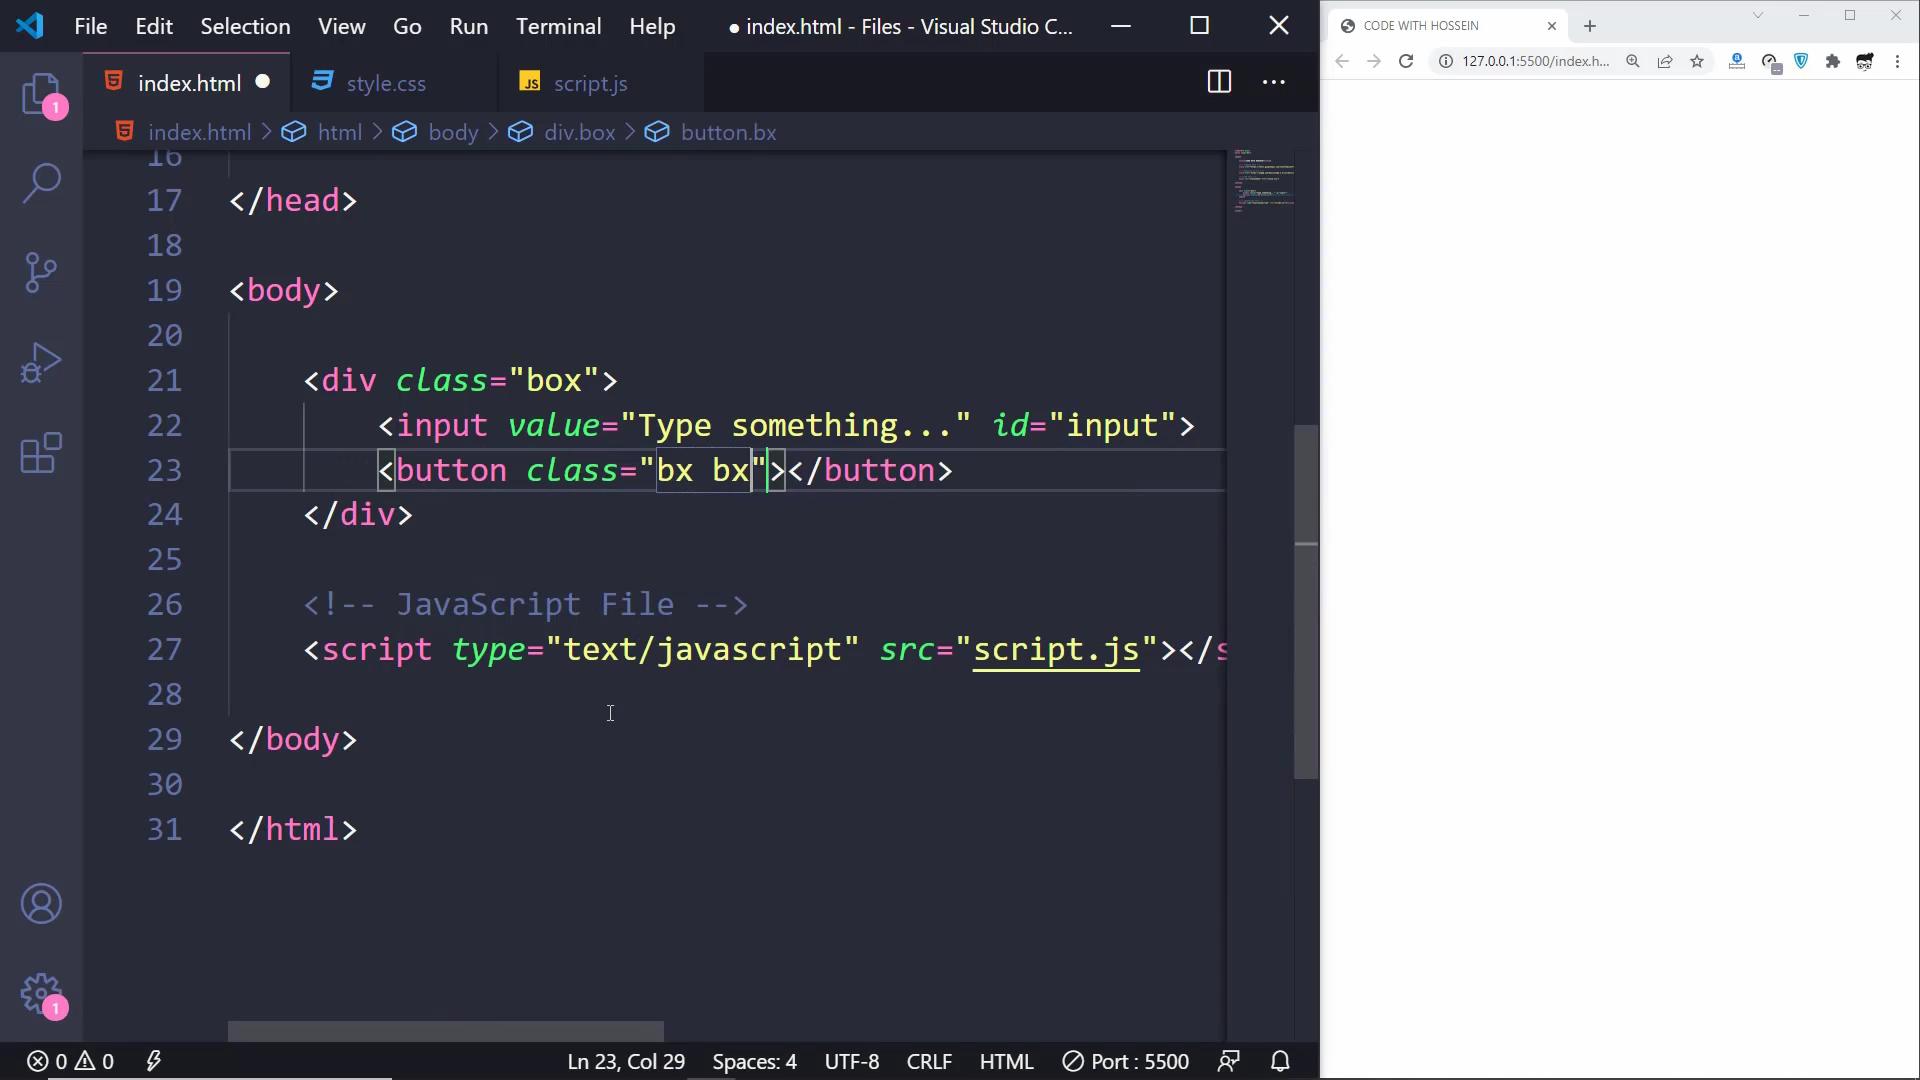 File Edit Selection View Go Run Terminal Help ● index.html - Files - Visual Studio C...
index.html ● style.css JS script.js ...
index.html > html > body > div.box > button.bx
16
17 </head>
18
19 <body>
20
21 <div class="box">
22 <input value="Type something..." id="input">
23 <button class="bx bx"></button>
24 </div>
25
26 <!-- JavaScript File -->
27 <script type="text/javascript" src="script.js"></s
28
29 </body>
30
31 </html>
1
1
0 0 Ln 23, Col 29 Spaces: 4 UTF-8 CRLF HTML Port : 5500
CODE WITH HOSSEIN
127.0.0.1:5500/index.h...